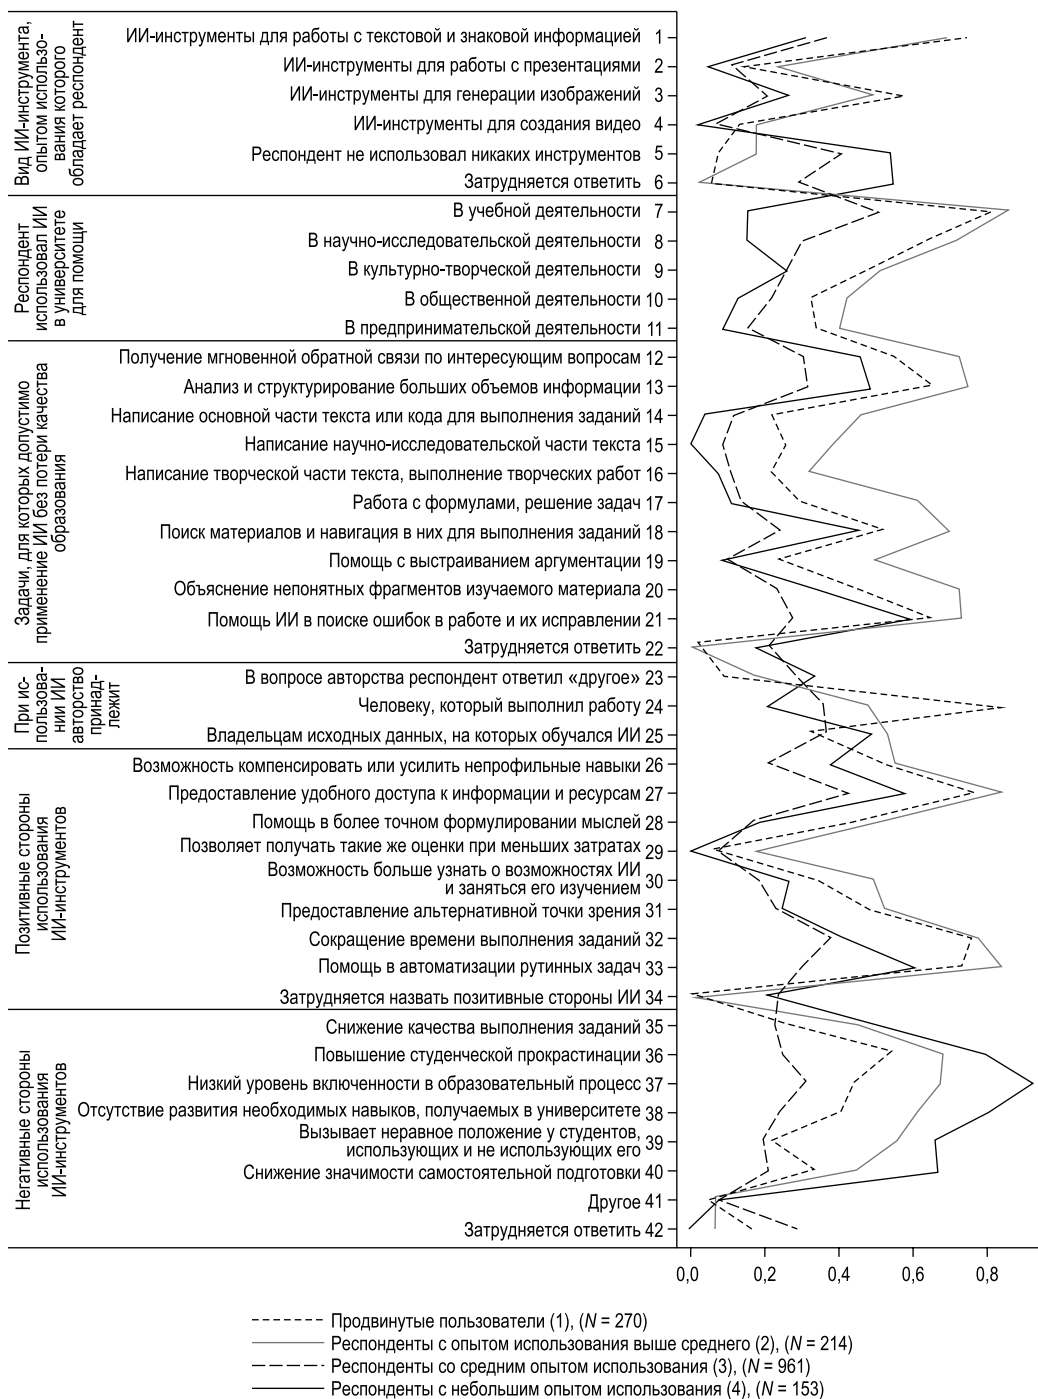 Вид ИИ-инструмента,
опытом использо-
вания которого
обладает респондент
ИИ-инструменты для работы с текстовой и знаковой информацией 1
ИИ-инструменты для работы с презентациями 2
ИИ-инструменты для генерации изображений 3
ИИ-инструменты для создания видео 4
Респондент не использовал никаких инструментов 5
Затрудняется ответить 6
Респондент
использовал ИИ
в университете
для помощи
В учебной деятельности 7
В научно-исследовательской деятельности 8
В культурно-творческой деятельности 9
В общественной деятельности 10
В предпринимательской деятельности 11
Задачи, для которых допустимо
применение ИИ без потери качества
образования
Получение мгновенной обратной связи по интересующим вопросам 12
Анализ и структурирование больших объемов информации 13
Написание основной части текста или кода для выполнения заданий 14
Написание научно-исследовательской части текста 15
Написание творческой части текста, выполнение творческих работ 16
Работа с формулами, решение задач 17
Поиск материалов и навигация в них для выполнения заданий 18
Помощь с выстраиванием аргументации 19
Объяснение непонятных фрагментов изучаемого материала 20
Помощь ИИ в поиске ошибок в работе и их исправлении 21
Затрудняется ответить 22
При ис-
пользова-
нии ИИ
авторство
принад-
лежит
В вопросе авторства респондент ответил «другое» 23
Человеку, который выполнил работу 24
Владельцам исходных данных, на которых обучался ИИ 25
Позитивные стороны
использования
ИИ-инструментов
Возможность компенсировать или усилить непрофильные навыки 26
Предоставление удобного доступа к информации и ресурсам 27
Помощь в более точном формулировании мыслей 28
Позволяет получать такие же оценки при меньших затратах 29
Возможность больше узнать о возможностях ИИ
и заняться его изучением 30
Предоставление альтернативной точки зрения 31
Сокращение времени выполнения заданий 32
Помощь в автоматизации рутинных задач 33
Затрудняется назвать позитивные стороны ИИ 34
Негативные стороны
использования
ИИ-инструментов
Снижение качества выполнения заданий 35
Повышение студенческой прокрастинации 36
Низкий уровень включенности в образовательный процесс 37
Отсутствие развития необходимых навыков, получаемых в университете 38
Вызывает неравное положение у студентов,
использующих и не использующих его 39
Снижение значимости самостоятельной подготовки 40
Другое 41
Затрудняется ответить 42
0,0 0,2 0,4 0,6 0,8
Продвинутые пользователи (1), (N = 270)
Респонденты с опытом использования выше среднего (2), (N = 214)
Респонденты со средним опытом использования (3), (N = 961)
Респонденты с небольшим опытом использования (4), (N = 153)